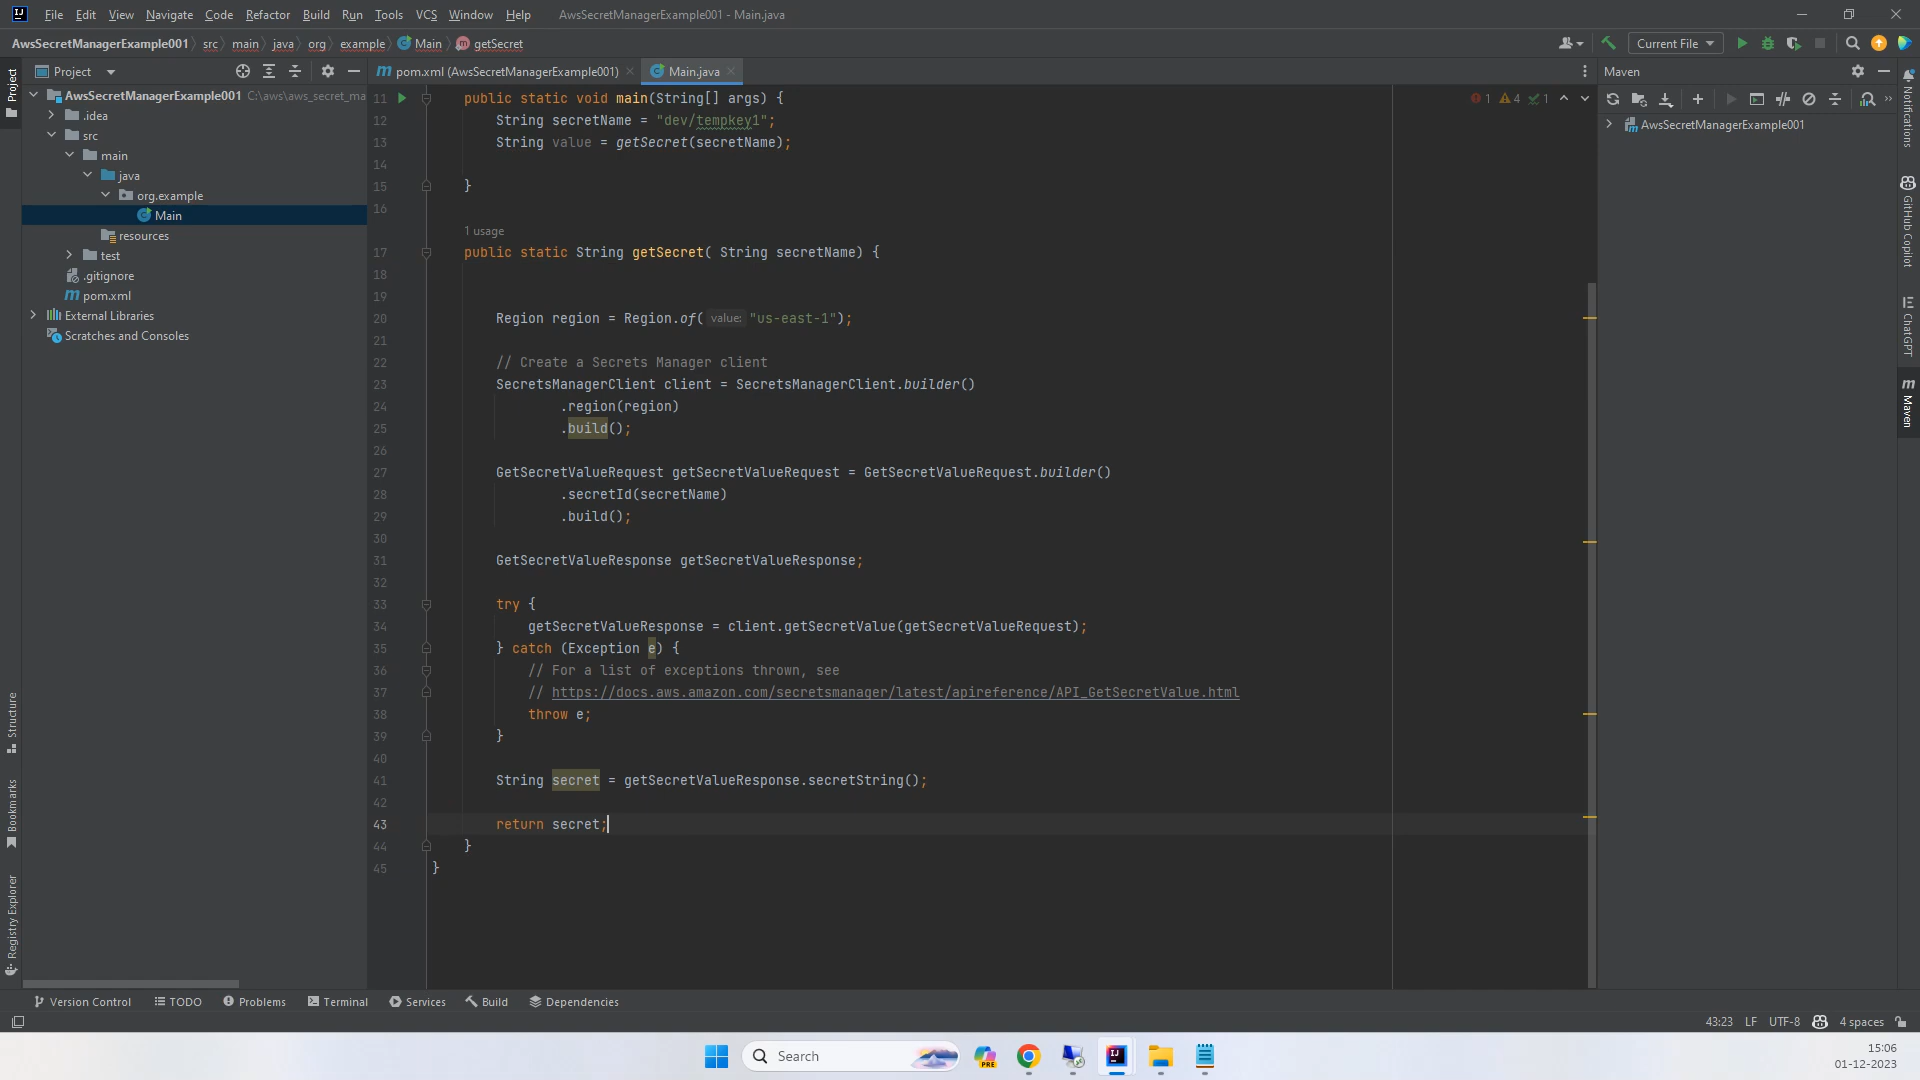 File Edit View Navigate Code Refactor Build Run Tools VCS Window Help AwsSecretManagerExample001 - Main.java
AwsSecretManagerExample001 src main java org example Main getSecret Current File
Project pom.xml (AwsSecretManagerExample001) Main.java Maven
AwsSecretManagerExample001 C:\aws\aws_secret_ma
.idea
src
main
java
org.example
Main
resources
test
.gitignore
pom.xml
External Libraries
Scratches and Consoles
11 public static void main(String[] args) {
12 String secretName = "dev/tempkey1";
13 String value = getSecret(secretName);
14
15 }
16
1 usage
17 public static String getSecret( String secretName) {
18
19
20 Region region = Region.of( value: "us-east-1");
21
22 // Create a Secrets Manager client
23 SecretsManagerClient client = SecretsManagerClient.builder()
24 .region(region)
25 .build();
26
27 GetSecretValueRequest getSecretValueRequest = GetSecretValueRequest.builder()
28 .secretId(secretName)
29 .build();
30
31 GetSecretValueResponse getSecretValueResponse;
32
33 try {
34 getSecretValueResponse = client.getSecretValue(getSecretValueRequest);
35 } catch (Exception e) {
36 // For a list of exceptions thrown, see
37 // https://docs.aws.amazon.com/secretsmanager/latest/apireference/API_GetSecretValue.html
38 throw e;
39 }
40
41 String secret = getSecretValueResponse.secretString();
42
43 return secret;
44 }
45 }
1 4 1
AwsSecretManagerExample001
Project
Structure
Bookmarks
Registry Explorer
Notifications
GitHub Copilot
ChatGPT
Maven
Version Control TODO Problems Terminal Services Build Dependencies
43:23 LF UTF-8 4 spaces
Search
PRE
15:06
01-12-2023